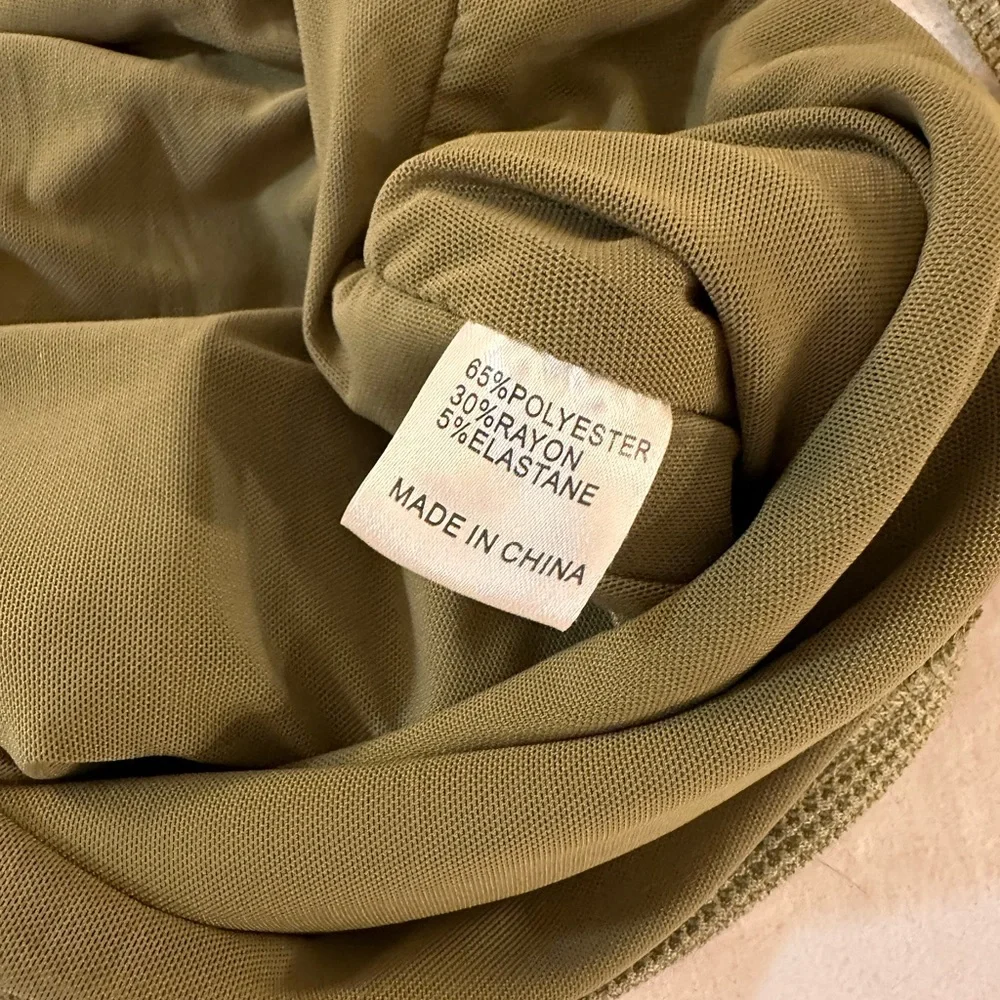 65%POLYESTER
30%RAYON
5%ELASTANE
MADE IN CHINA